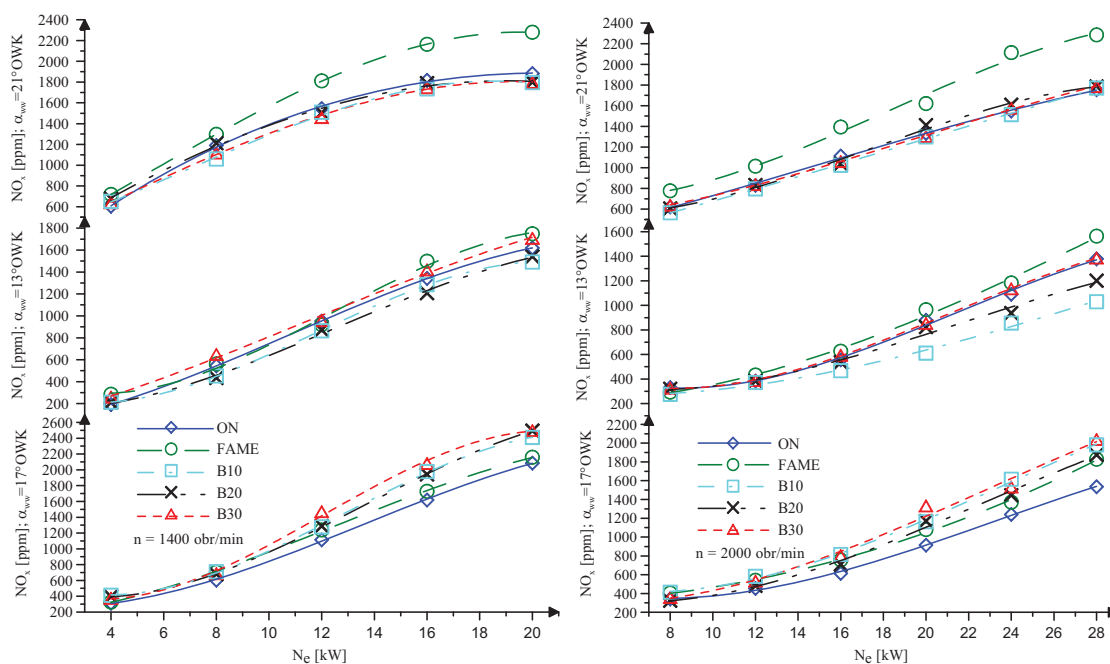 NOₓ [ppm]; αww=21°OWK
2400
2200
2000
1800
1600
1400
1200
1000
800
600
NOₓ [ppm]; αww=13°OWK
1800
1600
1400
1200
1000
800
600
400
200
NOₓ [ppm]; αww=17°OWK
2600
2400
2200
2000
1800
1600
1400
1200
1000
800
600
400
200
ON
FAME
B10
B20
B30
n = 1400 obr/min
4 6 8 10 12 14 16 18 20
Ne [kW]
NOₓ [ppm]; αww=21°OWK
2400
2200
2000
1800
1600
1400
1200
1000
800
600
NOₓ [ppm]; αww=13°OWK
1600
1400
1200
1000
800
600
400
200
NOₓ [ppm]; αww=17°OWK
2200
2000
1800
1600
1400
1200
1000
800
600
400
200
ON
FAME
B10
B20
B30
n = 2000 obr/min
8 10 12 14 16 18 20 22 24 26 28
Ne [kW]